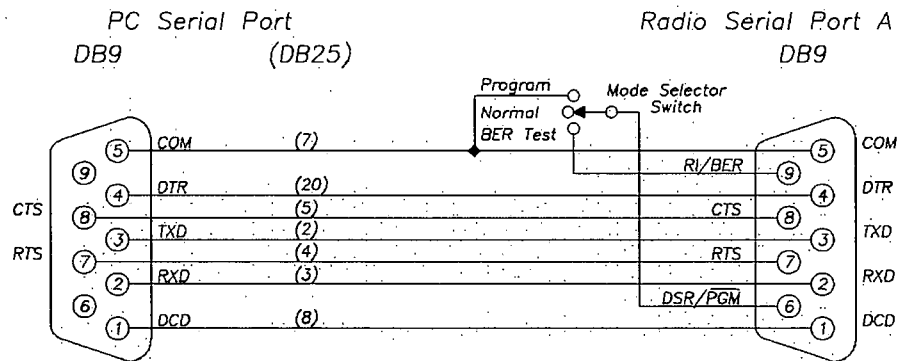 PC Serial Port Radio Serial Port A
DB9 (DB25) DB9
Program
Mode Selector
Switch
Normal
BER Test
5 COM (7) 5 COM
9 RI/BER 9
4 DTR (20) 4 DTR
CTS 8 (5) CTS 8
3 TXD (2) 3 TXD
RTS 7 (4) RTS 7
2 RXD (3) 2 RXD
6 DSR/PGM 6
1 DCD (8) 1 DCD